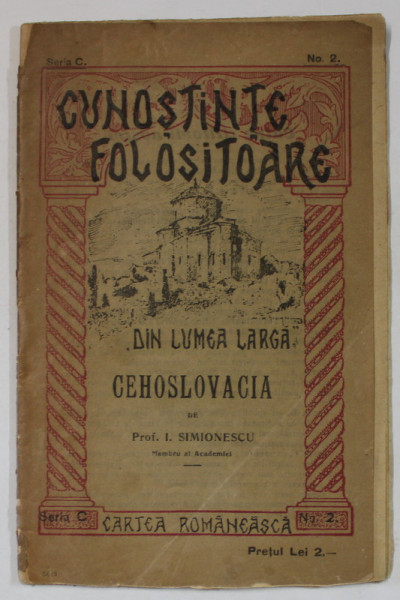 Seria C. No. 2.
CUNOȘTINȚE
FOLOSITOARE
„DIN LUMEA LARGĂ"
CEHOSLOVACIA
DE
Prof. I. SIMIONESCU
Membru al Academiei
Seria C. No. 2.
CARTEA ROMÂNEASCĂ
Prețul Lei 2.—